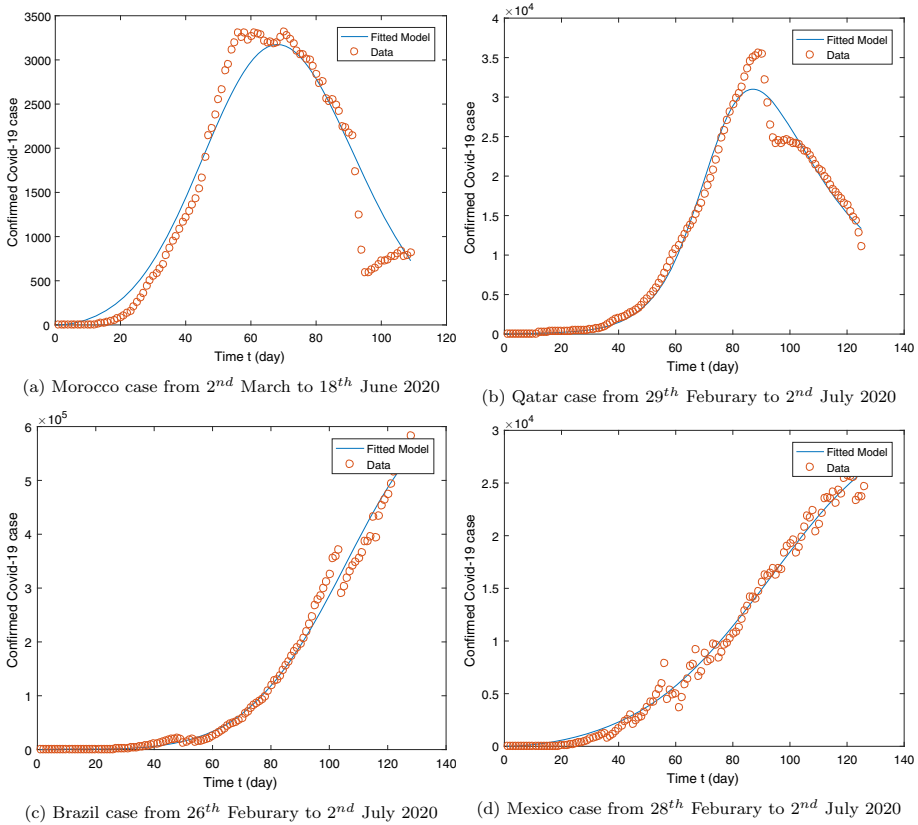 3500
3000
2500
2000
1500
1000
500
0
0 20 40 60 80 100 120
Confirmed Covid-19 case
Time t (day)
Fitted Model
Data
(a) Morocco case from 2nd March to 18th June 2020
×10^4
4
3.5
3
2.5
2
1.5
1
0.5
0
0 20 40 60 80 100 120 140
Confirmed Covid-19 case
Time t (day)
Fitted Model
Data
(b) Qatar case from 29th Feburary to 2nd July 2020
×10^5
6
5
4
3
2
1
0
0 20 40 60 80 100 120 140
Confirmed Covid-19 case
Time t (day)
Fitted Model
Data
(c) Brazil case from 26th Feburary to 2nd July 2020
×10^4
3
2.5
2
1.5
1
0.5
0
0 20 40 60 80 100 120 140
Confirmed Covid-19 case
Time t (day)
Fitted Model
Data
(d) Mexico case from 28th Feburary to 2nd July 2020